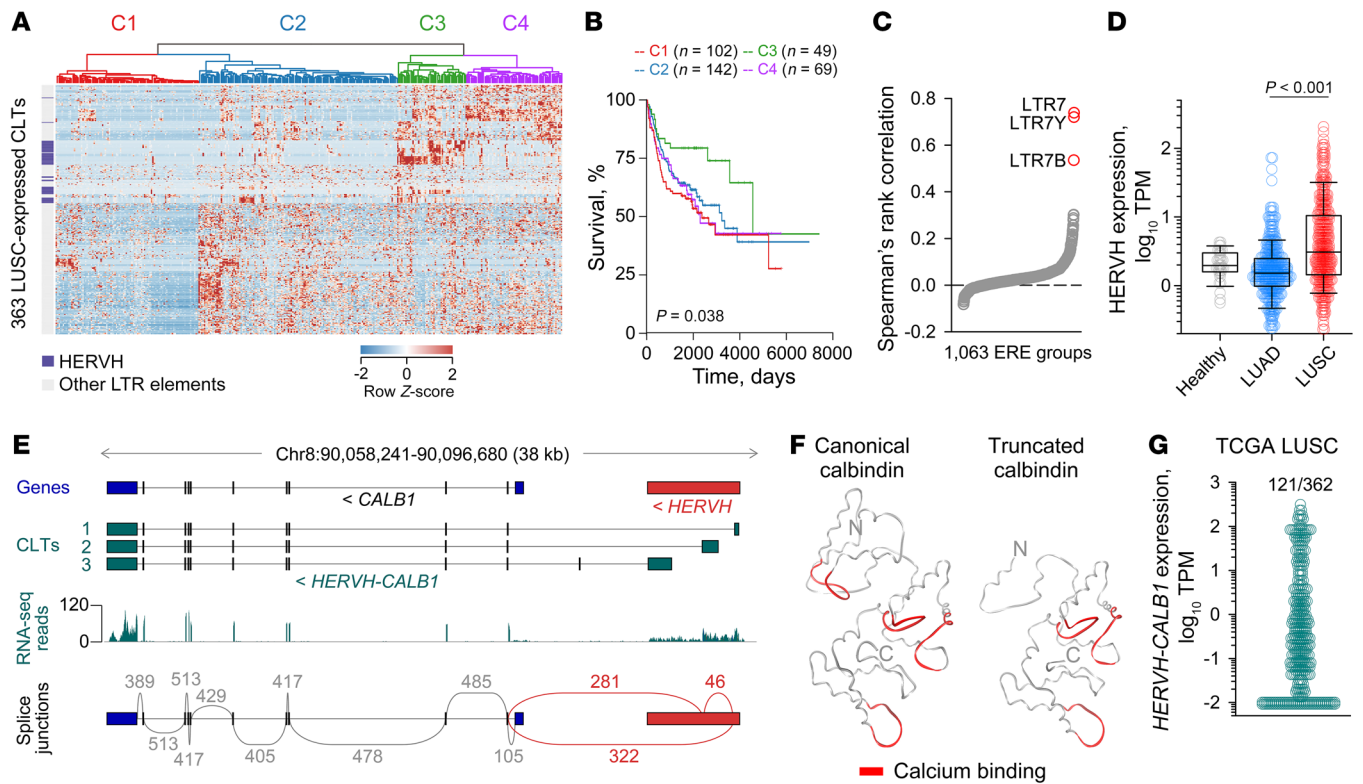 A
C1
C2
C3
C4
363 LUSC-expressed CLTs
HERVH
Other LTR elements
-2
0
2
Row Z-score
B
C1 (n = 102)
C3 (n = 49)
C2 (n = 142)
C4 (n = 69)
Survival, %
100
75
50
25
0
P = 0.038
0
2000
4000
6000
8000
Time, days
C
Spearman's rank correlation
0.8
0.6
0.4
0.2
0.0
-0.2
LTR7
LTR7Y
LTR7B
1,063 ERE groups
D
HERVH expression,
log10 TPM
P < 0.001
2
1
0
Healthy
LUAD
LUSC
E
Chr8:90,058,241-90,096,680 (38 kb)
Genes
< CALB1
< HERVH
CLTs
1
2
3
< HERVH-CALB1
RNA-seq
reads
120
0
Splice
junctions
389
513
429
417
485
281
46
513
417
405
478
105
322
F
Canonical
calbindin
Truncated
calbindin
N
C
N
C
Calcium binding
G
TCGA LUSC
121/362
HERVH-CALB1 expression,
log10 TPM
3
2
1
0
-1
-2